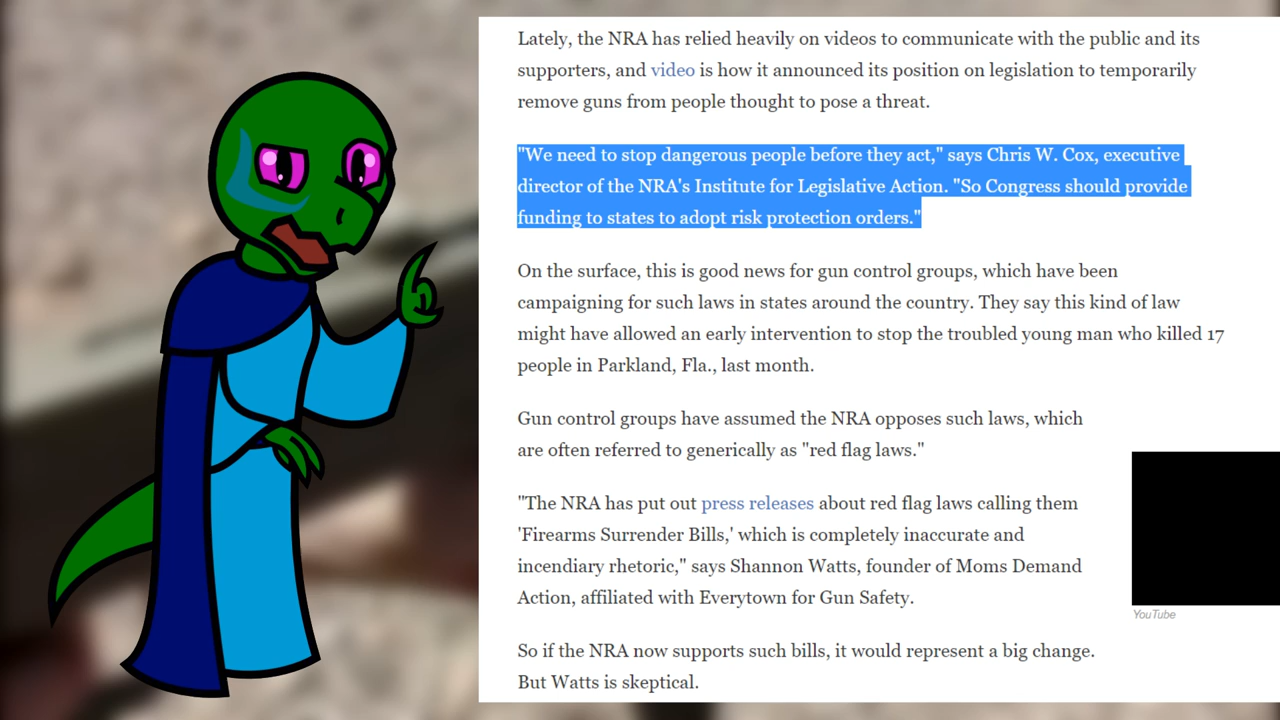 Lately, the NRA has relied heavily on videos to communicate with the public and its
supporters, and video is how it announced its position on legislation to temporarily
remove guns from people thought to pose a threat.
"We need to stop dangerous people before they act," says Chris W. Cox, executive
director of the NRA's Institute for Legislative Action. "So Congress should provide
funding to states to adopt risk protection orders."
On the surface, this is good news for gun control groups, which have been
campaigning for such laws in states around the country. They say this kind of law
might have allowed an early intervention to stop the troubled young man who killed 17
people in Parkland, Fla., last month.
Gun control groups have assumed the NRA opposes such laws, which
are often referred to generically as "red flag laws."
"The NRA has put out press releases about red flag laws calling them
'Firearms Surrender Bills,' which is completely inaccurate and
incendiary rhetoric," says Shannon Watts, founder of Moms Demand
Action, affiliated with Everytown for Gun Safety.
YouTube
So if the NRA now supports such bills, it would represent a big change.
But Watts is skeptical.